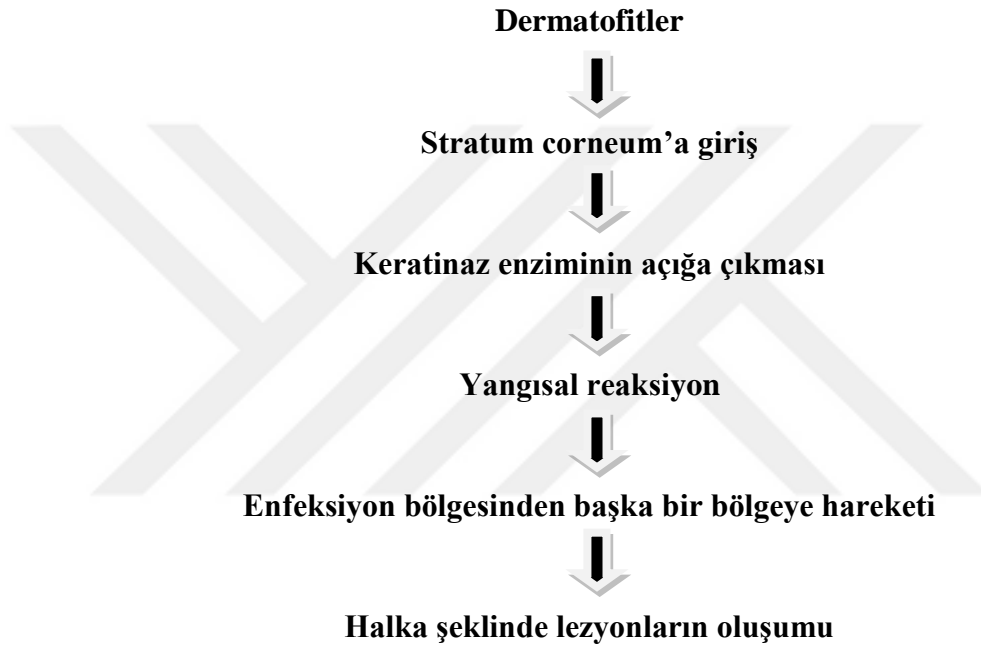 Dermatofitler
Stratum corneum’a giriş
Keratinaz enziminin açığa çıkması
Yangısal reaksiyon
Enfeksiyon bölgesinden başka bir bölgeye hareketi
Halka şeklinde lezyonların oluşumu